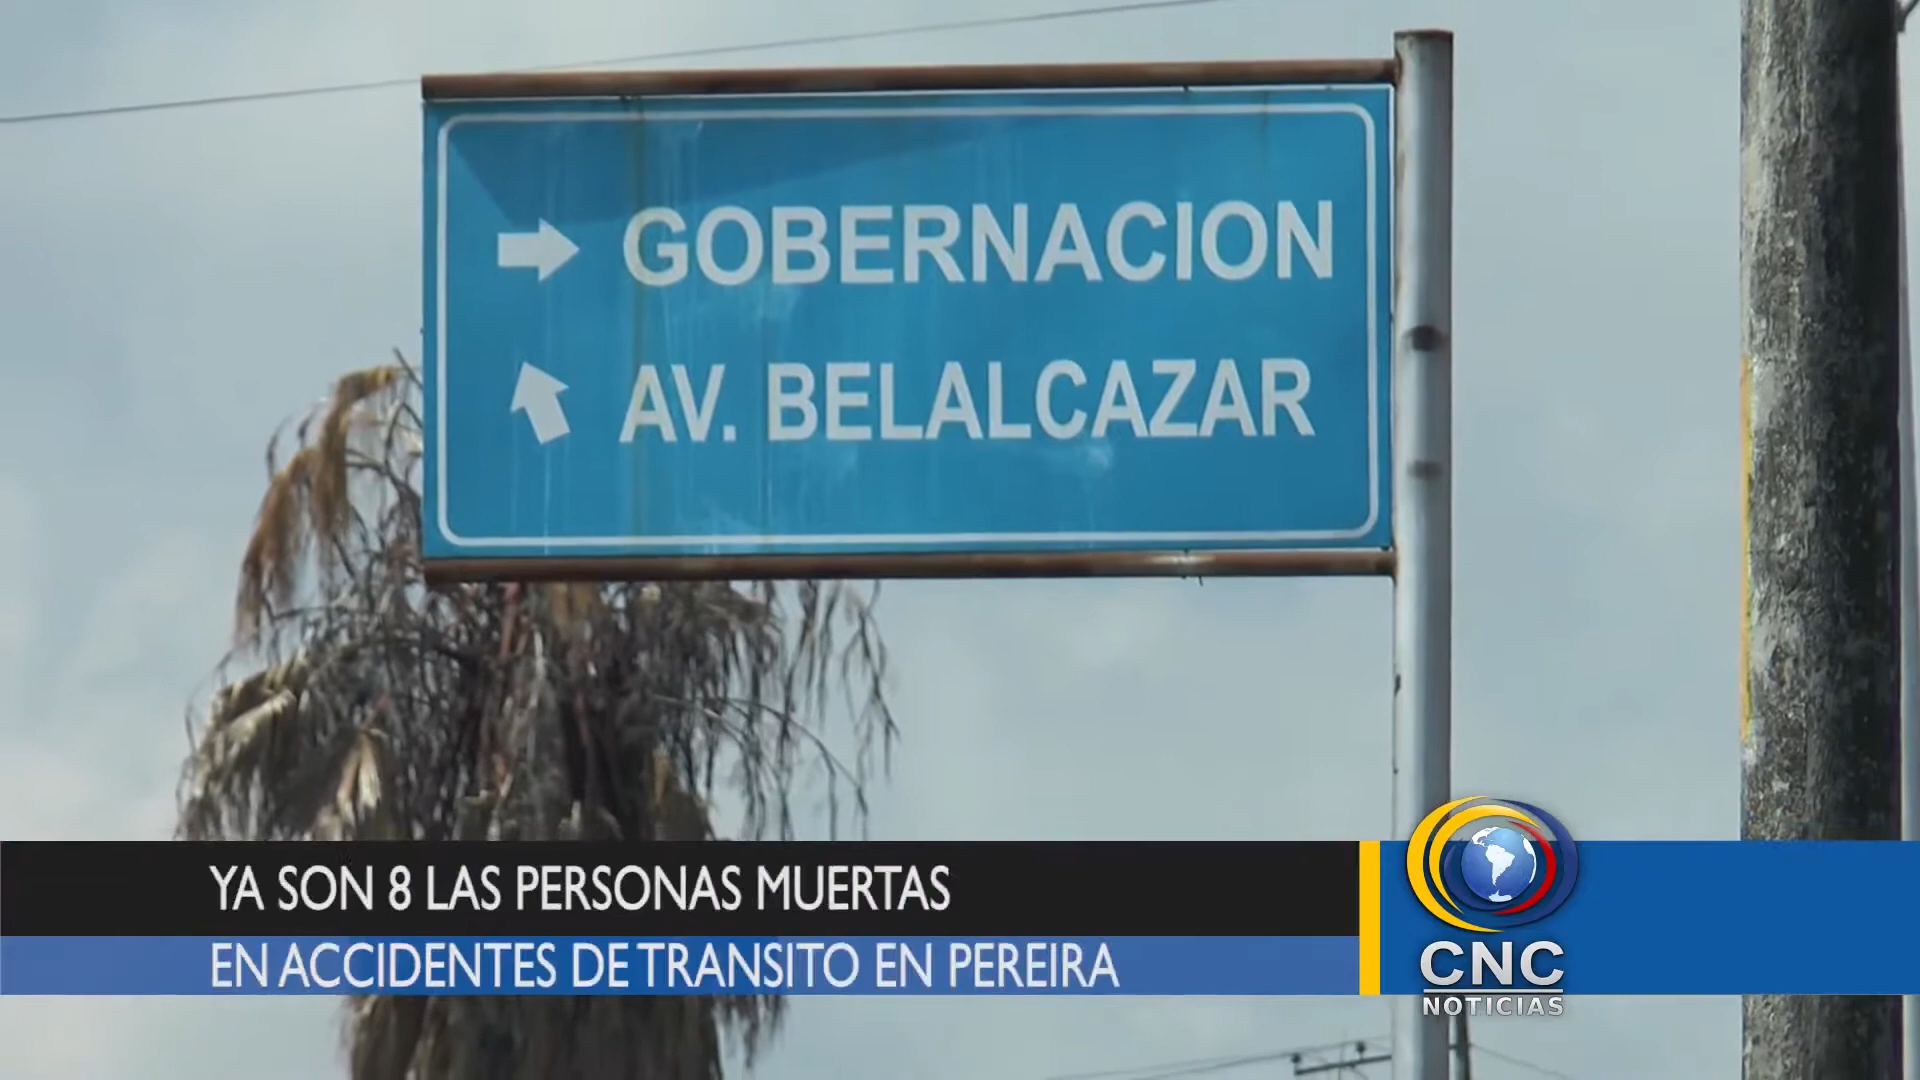 GOBERNACION
AV. BELALCAZAR
YA SON 8 LAS PERSONAS MUERTAS
EN ACCIDENTES DE TRANSITO EN PEREIRA
CNC
NOTICIAS